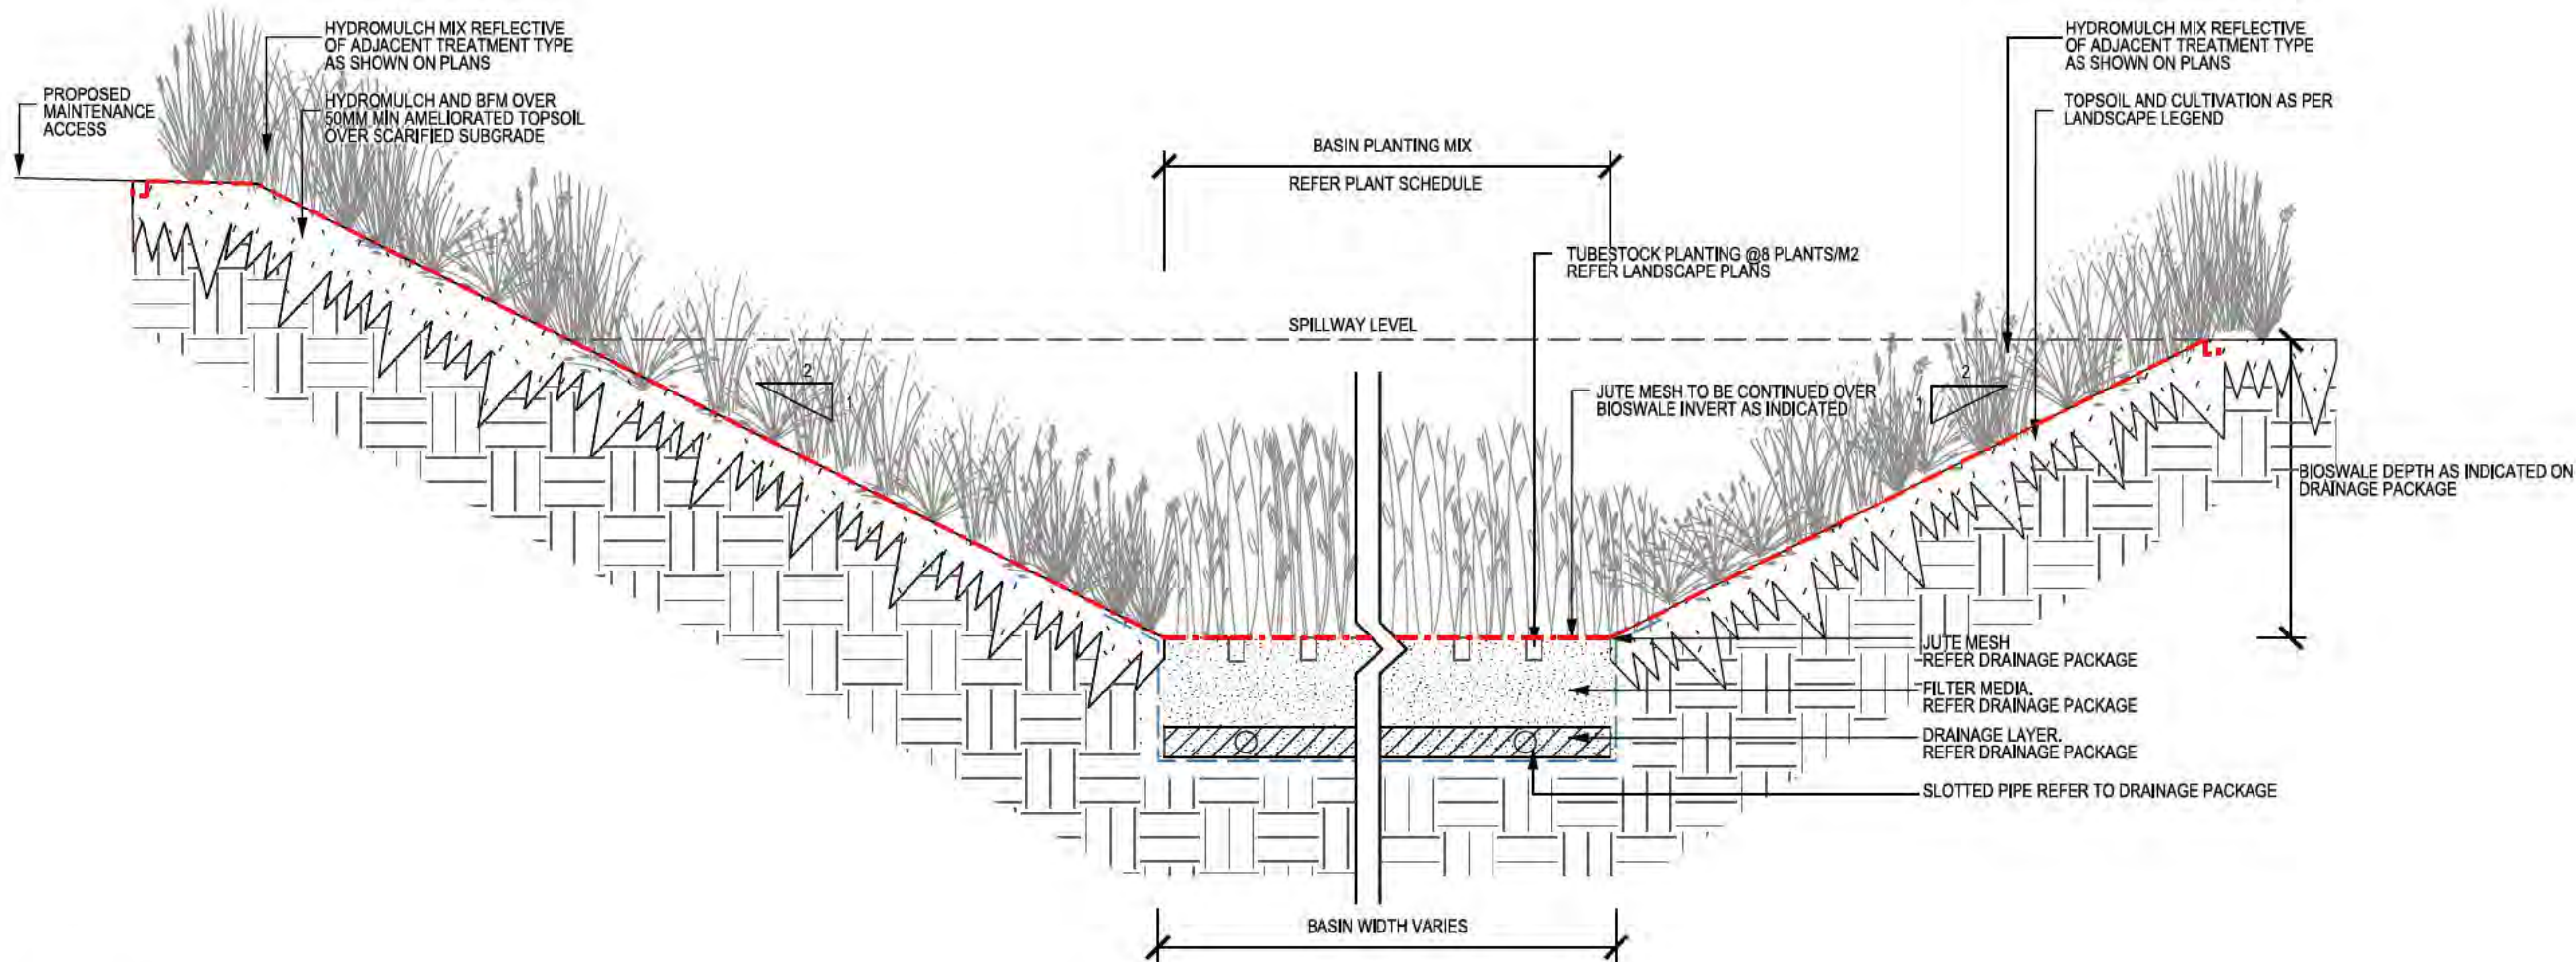 HYDROMULCH MIX REFLECTIVE
OF ADJACENT TREATMENT TYPE
AS SHOWN ON PLANS
PROPOSED
MAINTENANCE
ACCESS
HYDROMULCH AND BFM OVER
50MM MIN AMELIORATED TOPSOIL
OVER SCARIFIED SUBGRADE
BASIN PLANTING MIX
REFER PLANT SCHEDULE
HYDROMULCH MIX REFLECTIVE
OF ADJACENT TREATMENT TYPE
AS SHOWN ON PLANS
TOPSOIL AND CULTIVATION AS PER
LANDSCAPE LEGEND
TUBESTOCK PLANTING @8 PLANTS/M2
REFER LANDSCAPE PLANS
SPILLWAY LEVEL
2
1
JUTE MESH TO BE CONTINUED OVER
BIOSWALE INVERT AS INDICATED
2
1
BIOSWALE DEPTH AS INDICATED ON
DRAINAGE PACKAGE
JUTE MESH
REFER DRAINAGE PACKAGE
FILTER MEDIA.
REFER DRAINAGE PACKAGE
DRAINAGE LAYER.
REFER DRAINAGE PACKAGE
SLOTTED PIPE REFER TO DRAINAGE PACKAGE
BASIN WIDTH VARIES